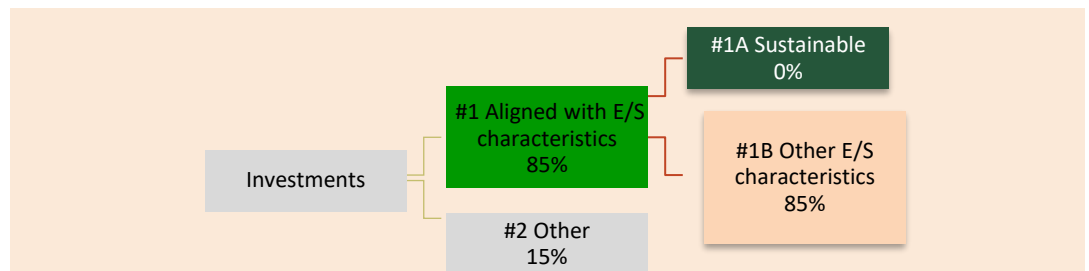 #1A Sustainable
0%
#1 Aligned with E/S
characteristics
85%
#1B Other E/S
characteristics
85%
Investments
#2 Other
15%